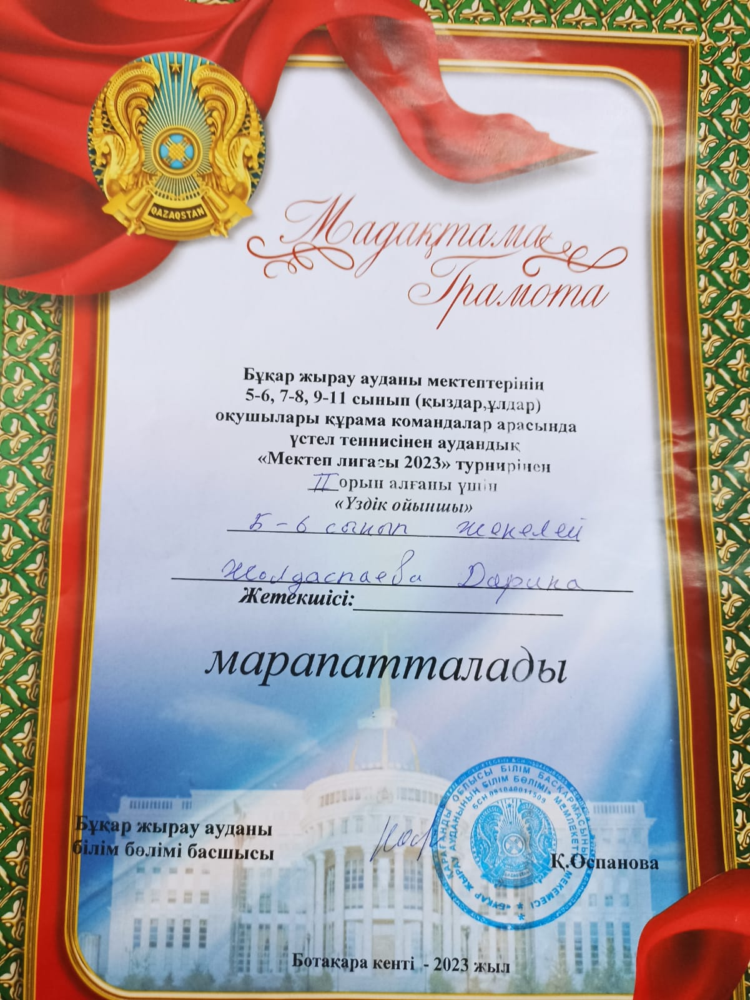 QAZAQSTAN
Мадақтама
Грамота
Бұқар жырау ауданы мектептерінің
5-6, 7-8, 9-11 сынып (қыздар,ұлдар)
оқушылары құрама командалар арасында
үстел теннисінен аудандық
«Мектеп лигасы 2023» турнирінен
II орын алғаны үшін
«Үздік ойыншы»
5-6 сынып жекелей
Жолдаспаева Дарина
Жетекшісі:
марапатталады
Бұқар жырау ауданы
білім бөлімі басшысы
Қ.Оспанова
ҚАРАҒАНДЫ ОБЛЫСЫ БІЛІМ БАСҚАРМАСЫНЫҢ
«БҰҚАР ЖЫРАУ АУДАНЫНЫҢ БІЛІМ БӨЛІМІ» МЕМЛЕКЕТТІК МЕКЕМЕСІ
БСН 091040011509
Ботақара кенті - 2023 жыл